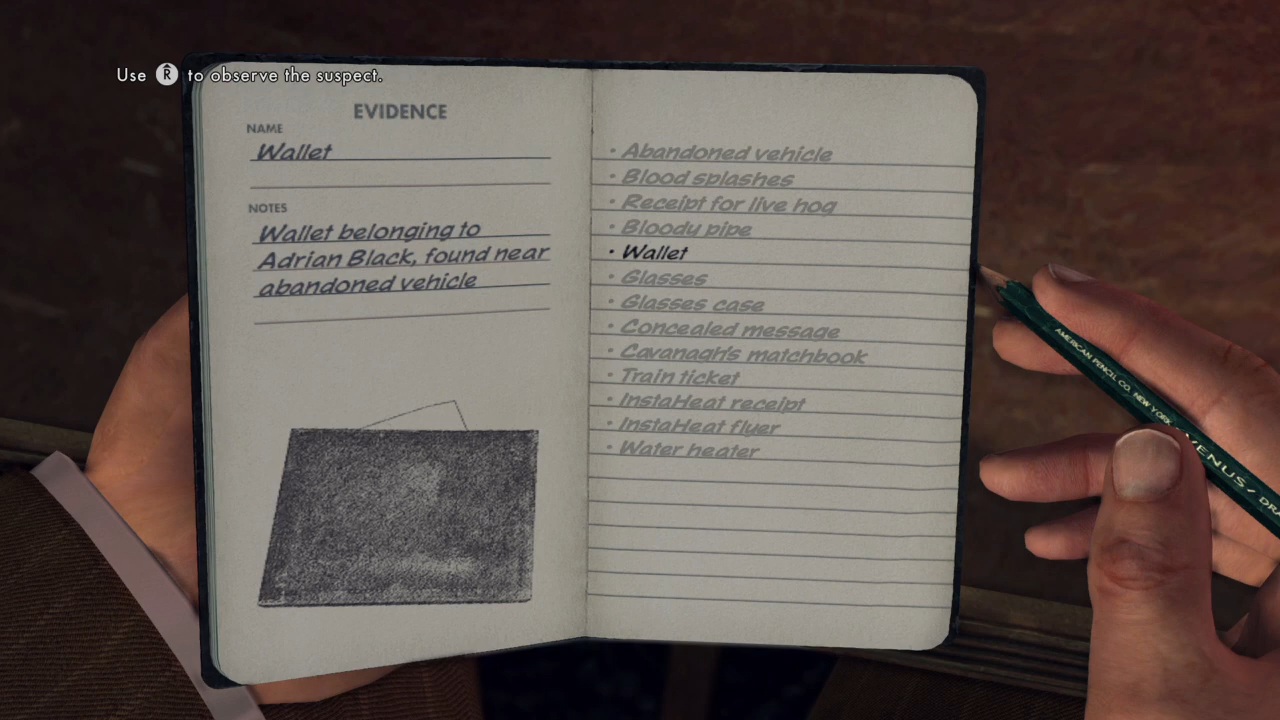 Use R to observe the suspect.
EVIDENCE
NAME
Wallet
NOTES
Wallet belonging to
Adrian Black, found near
abandoned vehicle
• Abandoned vehicle
• Blood splashes
• Receipt for live hog
• Bloody pipe
• Wallet
• Glasses
• Glasses case
• Concealed message
• Cavanagh's matchbook
• Train ticket
• InstaHeat receipt
• InstaHeat flyer
• Water heater
AMERICAN PENCIL CO. NEW YORK
VENUS
DRA